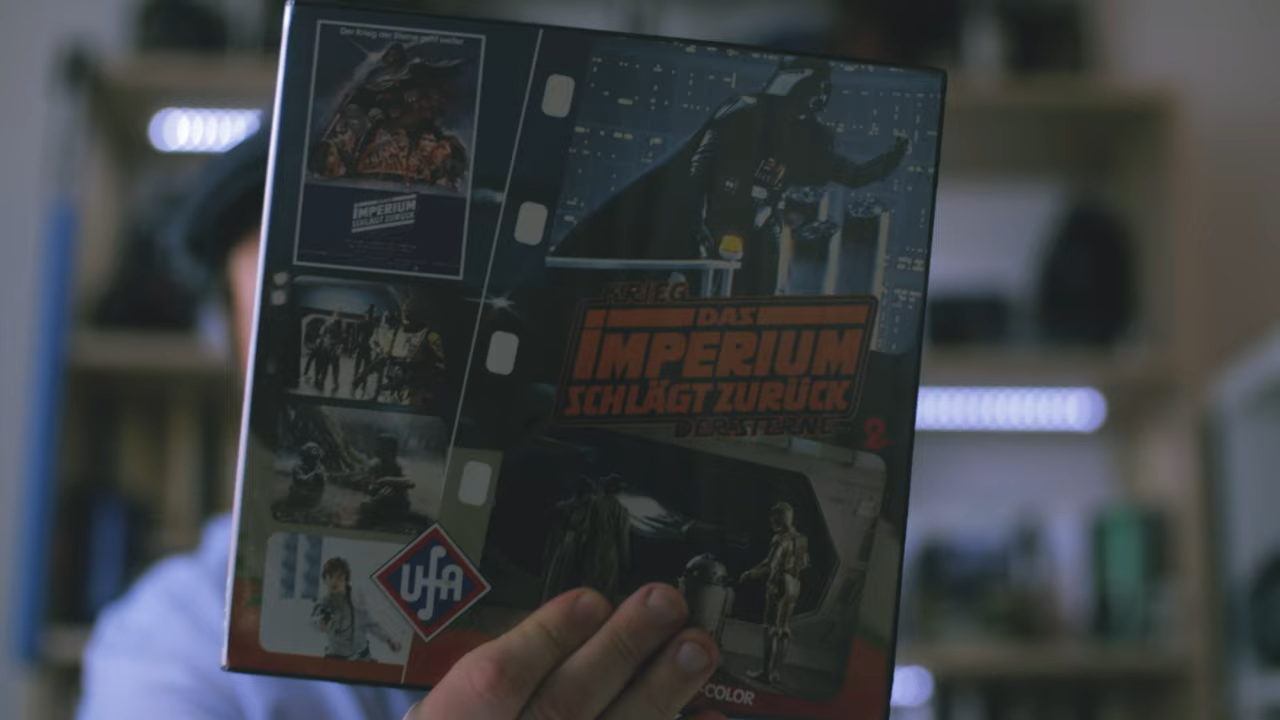 Der Krieg der Sterne geht weiter
DAS
IMPERIUM
SCHLÄGT ZURÜCK
KRIEG
DAS
IMPERIUM
SCHLÄGT ZURÜCK
DER STERNE
2
UFA
-COLOR